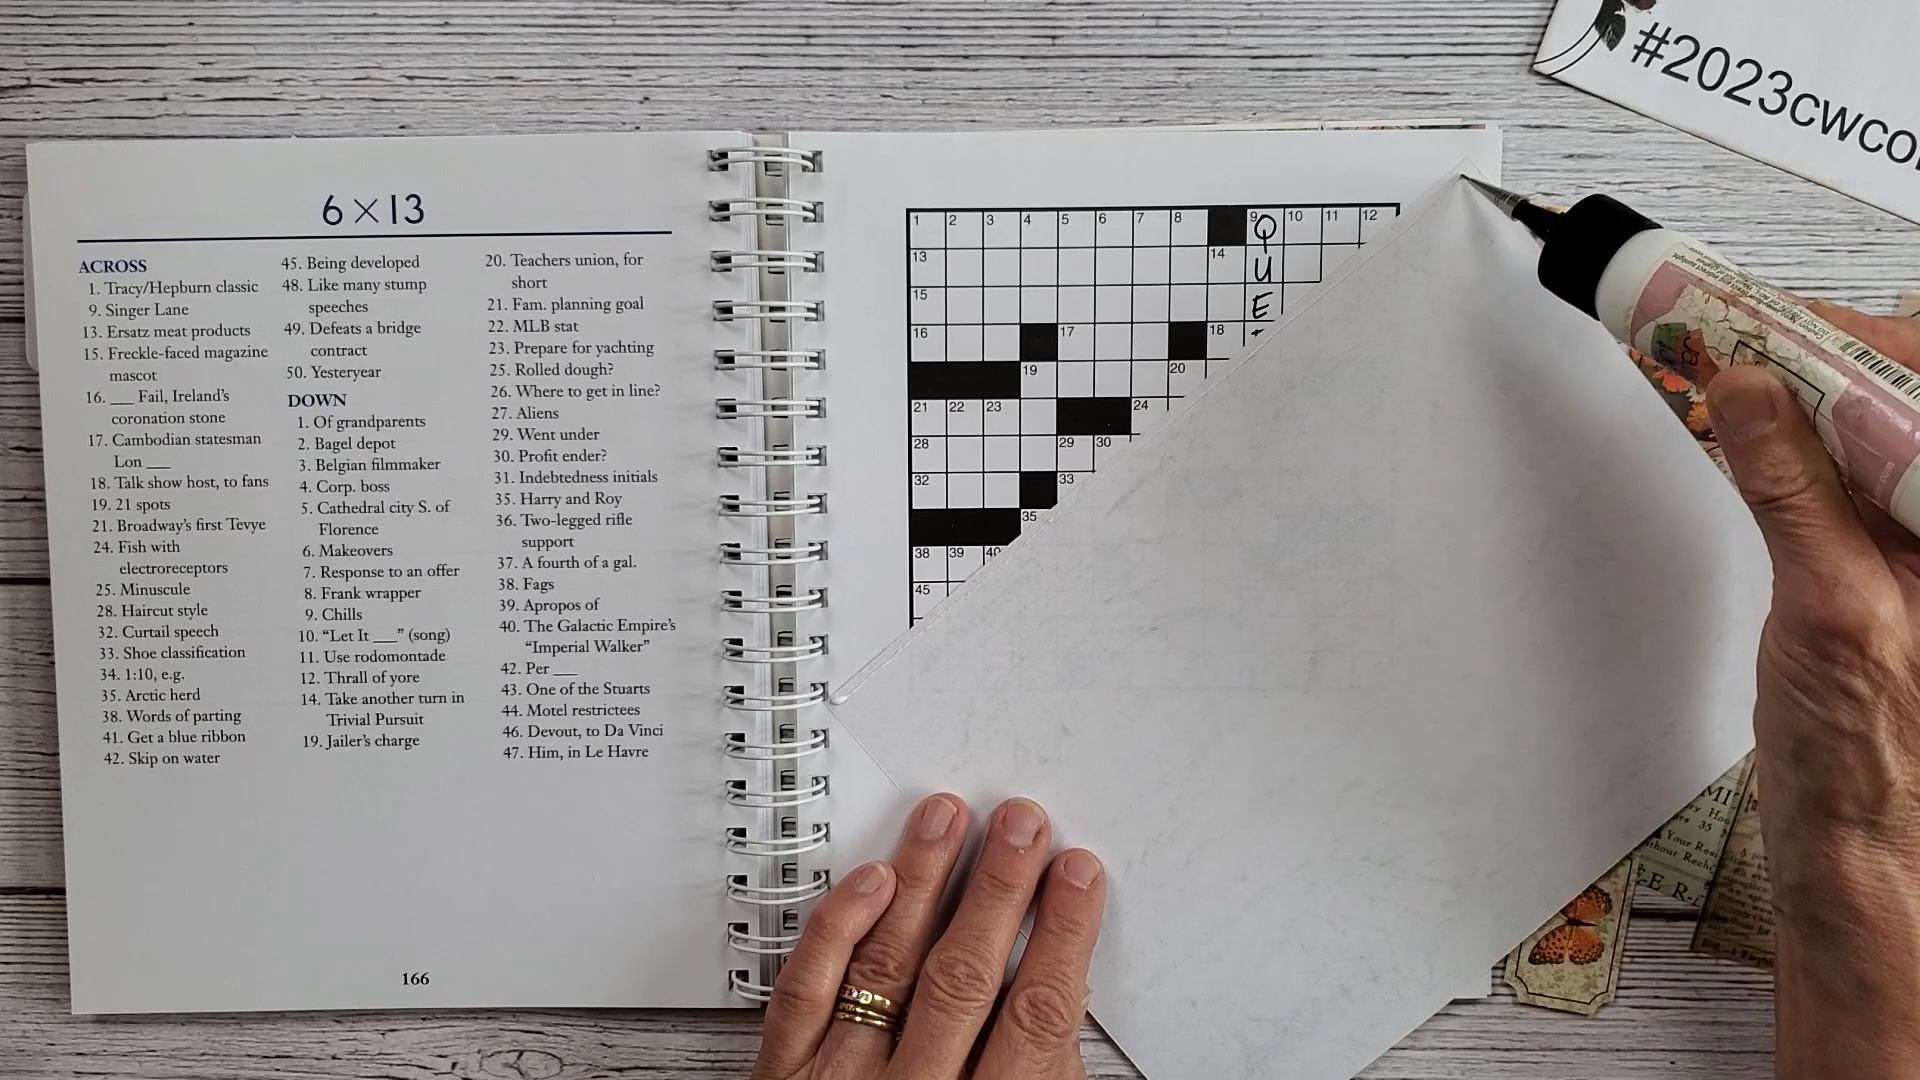 #2023cwco
6×13
ACROSS
1. Tracy/Hepburn classic
9. Singer Lane
13. Ersatz meat products
15. Freckle-faced magazine
mascot
16. ___ Fail, Ireland's
coronation stone
17. Cambodian statesman
Lon ___
18. Talk show host, to fans
19. 21 spots
21. Broadway's first Tevye
24. Fish with
electroreceptors
25. Minuscule
28. Haircut style
32. Curtail speech
33. Shoe classification
34. 1:10, e.g.
35. Arctic herd
38. Words of parting
41. Get a blue ribbon
42. Skip on water
45. Being developed
48. Like many stump
speeches
49. Defeats a bridge
contract
50. Yesteryear
DOWN
1. Of grandparents
2. Bagel depot
3. Belgian filmmaker
4. Corp. boss
5. Cathedral city S. of
Florence
6. Makeovers
7. Response to an offer
8. Frank wrapper
9. Chills
10. "Let It ___" (song)
11. Use rodomontade
12. Thrall of yore
14. Take another turn in
Trivial Pursuit
19. Jailer's charge
20. Teachers union, for
short
21. Fam. planning goal
22. MLB stat
23. Prepare for yachting
25. Rolled dough?
26. Where to get in line?
27. Aliens
29. Went under
30. Profit ender?
31. Indebtedness initials
35. Harry and Roy
36. Two-legged rifle
support
37. A fourth of a gal.
38. Fags
39. Apropos of
40. The Galactic Empire's
"Imperial Walker"
42. Per ___
43. One of the Stuarts
44. Motel restrictees
46. Devout, to Da Vinci
47. Him, in Le Havre
166
1 2 3 4 5 6 7 8 9 Q 10 11 12
13 14 U
15 E
16 17 18
19 20
21 22 23 24
28 29 30
32 33
35
38 39 40
45